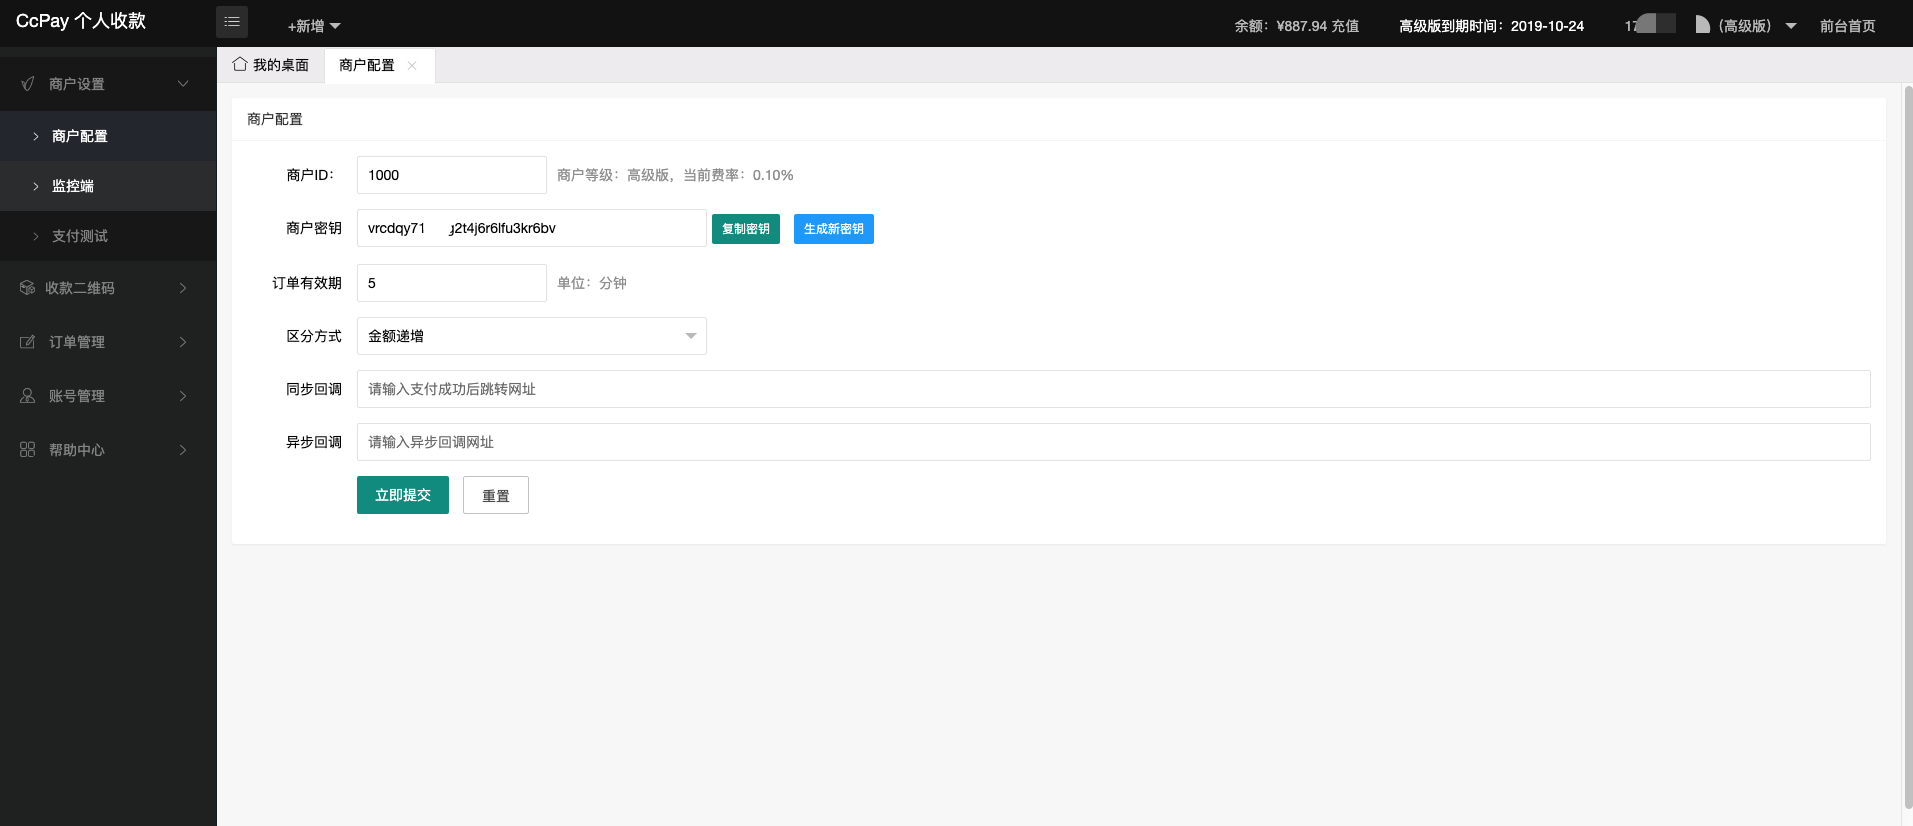 CcPay 个人收款
+新增
余额：¥887.94 充值
高级版到期时间：2019-10-24
(高级版)
前台首页
商户设置
商户配置
监控端
支付测试
收款二维码
订单管理
账号管理
帮助中心
我的桌面
商户配置
商户配置
商户ID：
1000
商户等级：高级版，当前费率：0.10%
商户密钥
vrcdqy71 2t4j6r6lfu3kr6bv
复制密钥
生成新密钥
订单有效期
5
单位：分钟
区分方式
金额递增
同步回调
请输入支付成功后跳转网址
异步回调
请输入异步回调网址
立即提交
重置